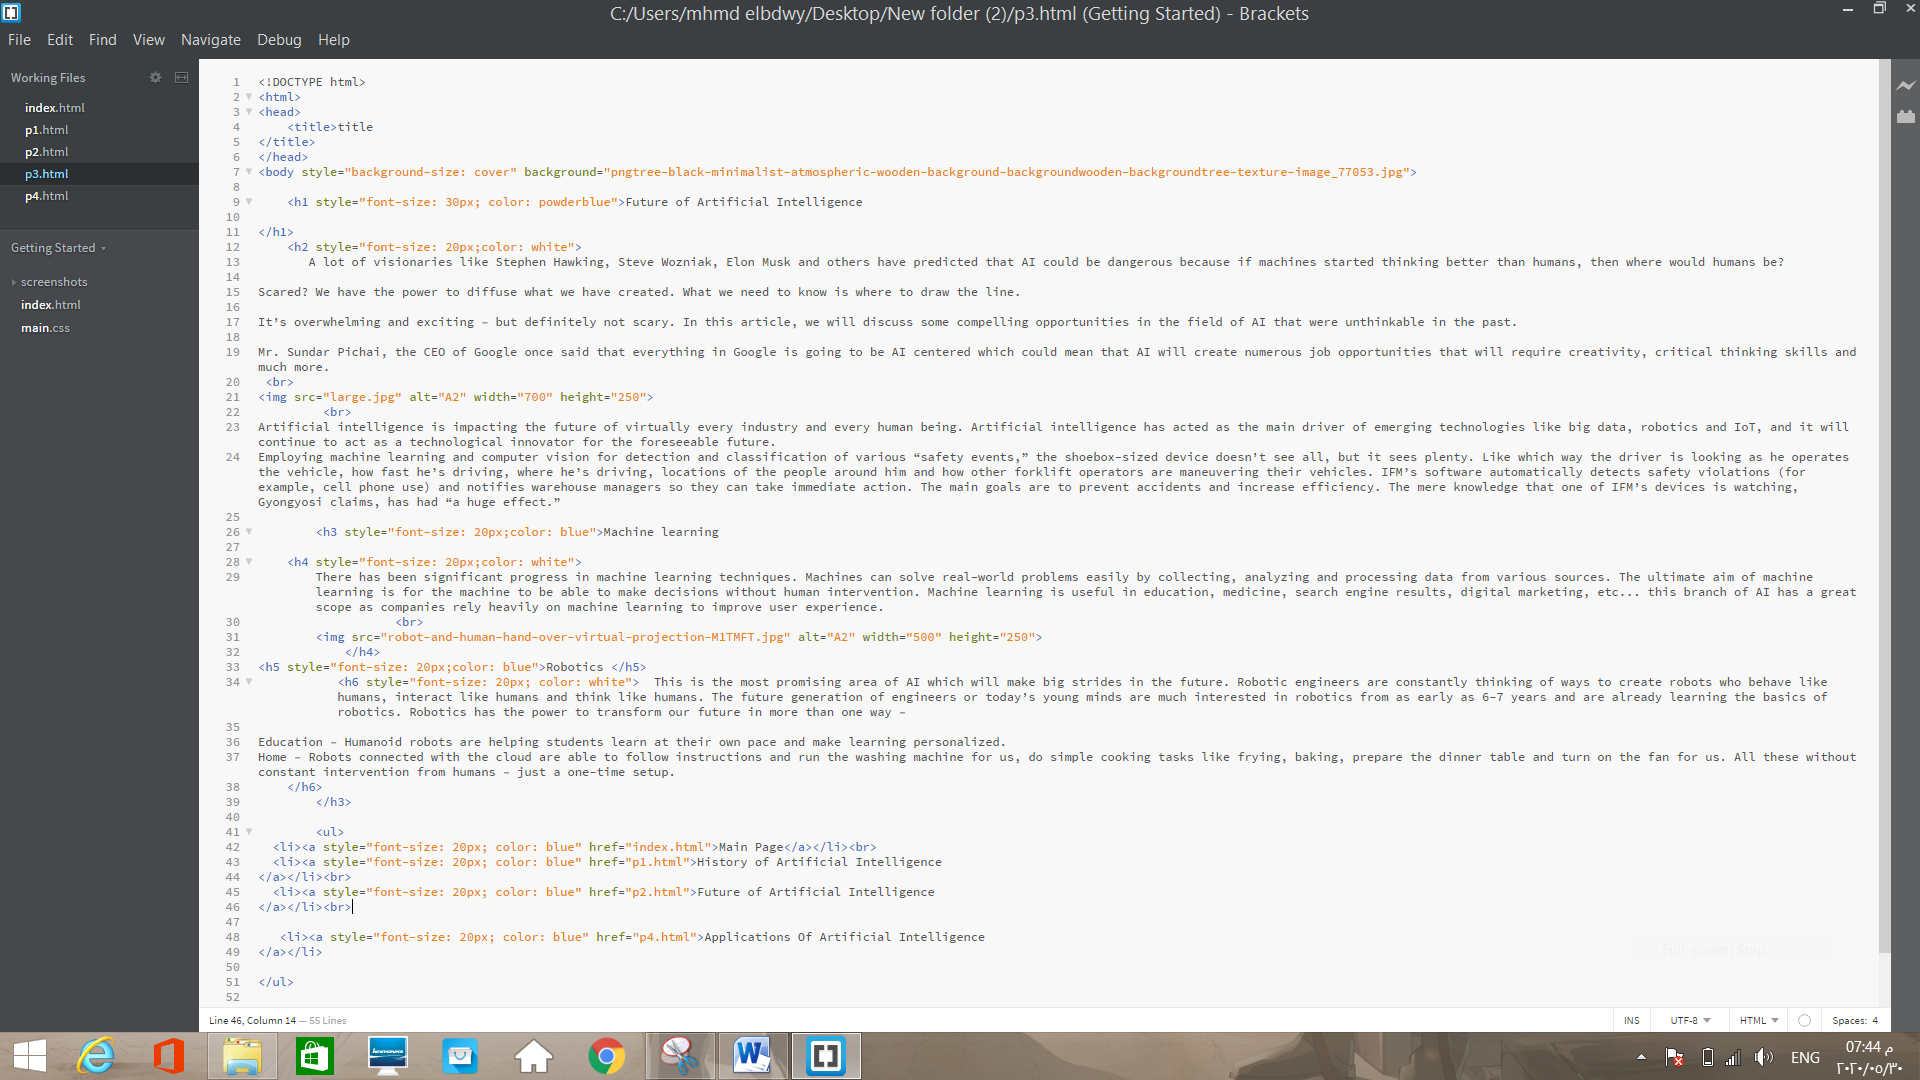 C:/Users/mhmd elbdwy/Desktop/New folder (2)/p3.html (Getting Started) - Brackets
File Edit Find View Navigate Debug Help
Working Files
index.html
p1.html
p2.html
p3.html
p4.html
Getting Started
screenshots
index.html
main.css
1 <!DOCTYPE html>
2 <html>
3 <head>
4 <title>title
5 </title>
6 </head>
7 <body style="background-size: cover" background="pngtree-black-minimalist-atmospheric-wooden-background-backgroundwooden-backgroundtree-texture-image_77053.jpg">
8
9 <h1 style="font-size: 30px; color: powderblue">Future of Artificial Intelligence
10
11 </h1>
12 <h2 style="font-size: 20px;color: white">
13 A lot of visionaries like Stephen Hawking, Steve Wozniak, Elon Musk and others have predicted that AI could be dangerous because if machines started thinking better than humans, then where would humans be?
14
15 Scared? We have the power to diffuse what we have created. What we need to know is where to draw the line.
16
17 It’s overwhelming and exciting – but definitely not scary. In this article, we will discuss some compelling opportunities in the field of AI that were unthinkable in the past.
18
19 Mr. Sundar Pichai, the CEO of Google once said that everything in Google is going to be AI centered which could mean that AI will create numerous job opportunities that will require creativity, critical thinking skills and
much more.
20 <br>
21 <img src="large.jpg" alt="A2" width="700" height="250">
22 <br>
23 Artificial intelligence is impacting the future of virtually every industry and every human being. Artificial intelligence has acted as the main driver of emerging technologies like big data, robotics and IoT, and it will
continue to act as a technological innovator for the foreseeable future.
24 Employing machine learning and computer vision for detection and classification of various “safety events,” the shoebox-sized device doesn’t see all, but it sees plenty. Like which way the driver is looking as he operates
the vehicle, how fast he’s driving, where he’s driving, locations of the people around him and how other forklift operators are maneuvering their vehicles. IFM’s software automatically detects safety violations (for
example, cell phone use) and notifies warehouse managers so they can take immediate action. The main goals are to prevent accidents and increase efficiency. The mere knowledge that one of IFM’s devices is watching,
Gyongyosi claims, has had “a huge effect.”
25
26 <h3 style="font-size: 20px;color: blue">Machine learning
27
28 <h4 style="font-size: 20px;color: white">
29 There has been significant progress in machine learning techniques. Machines can solve real-world problems easily by collecting, analyzing and processing data from various sources. The ultimate aim of machine
learning is for the machine to be able to make decisions without human intervention. Machine learning is useful in education, medicine, search engine results, digital marketing, etc... this branch of AI has a great
scope as companies rely heavily on machine learning to improve user experience.
30 <br>
31 <img src="robot-and-human-hand-over-virtual-projection-M1TMFT.jpg" alt="A2" width="500" height="250">
32 </h4>
33 <h5 style="font-size: 20px;color: blue">Robotics </h5>
34 <h6 style="font-size: 20px; color: white"> This is the most promising area of AI which will make big strides in the future. Robotic engineers are constantly thinking of ways to create robots who behave like
humans, interact like humans and think like humans. The future generation of engineers or today’s young minds are much interested in robotics from as early as 6–7 years and are already learning the basics of
robotics. Robotics has the power to transform our future in more than one way –
35
36 Education – Humanoid robots are helping students learn at their own pace and make learning personalized.
37 Home – Robots connected with the cloud are able to follow instructions and run the washing machine for us, do simple cooking tasks like frying, baking, prepare the dinner table and turn on the fan for us. All these without
constant intervention from humans – just a one-time setup.
38 </h6>
39 </h3>
40
41 <ul>
42 <li><a style="font-size: 20px; color: blue" href="index.html">Main Page</a></li><br>
43 <li><a style="font-size: 20px; color: blue" href="p1.html">History of Artificial Intelligence
44 </a></li><br>
45 <li><a style="font-size: 20px; color: blue" href="p2.html">Future of Artificial Intelligence
46 </a></li><br>
47
48 <li><a style="font-size: 20px; color: blue" href="p4.html">Applications Of Artificial Intelligence
49 </a></li>
50
51 </ul>
52
Full-screen Snip
Line 46, Column 14 — 55 Lines
INS UTF-8 HTML Spaces: 4
lenovo
ENG
07:44 م
٢٠٢٠/٠٥/٣٠